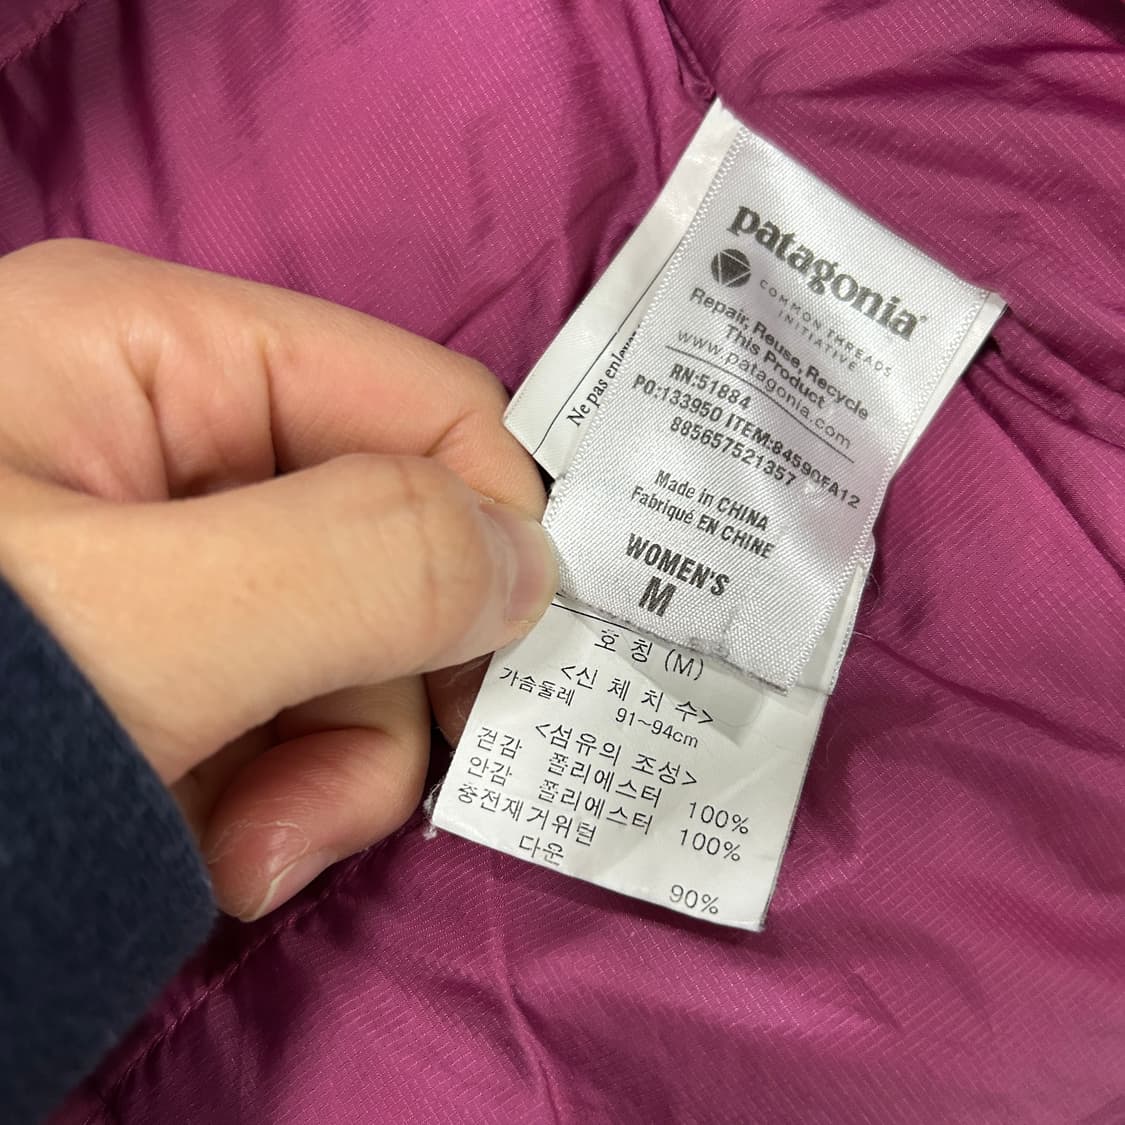 patagonia
COMMON THREADS
INITIATIVE
Repair, Reuse, Recycle
This Product
www.patagonia.com
RN:51884
PO:133950 ITEM:84590FA12
885657521357
Made in CHINA
Fabriqué EN CHINE
WOMEN'S
M
Ne pas
호 칭 (M)
<신 체 치 수>
가슴둘레 91~94cm
<섬유의 조성>
겉감 폴리에스터 100%
안감 폴리에스터 100%
충전재 거위털
다운 90%